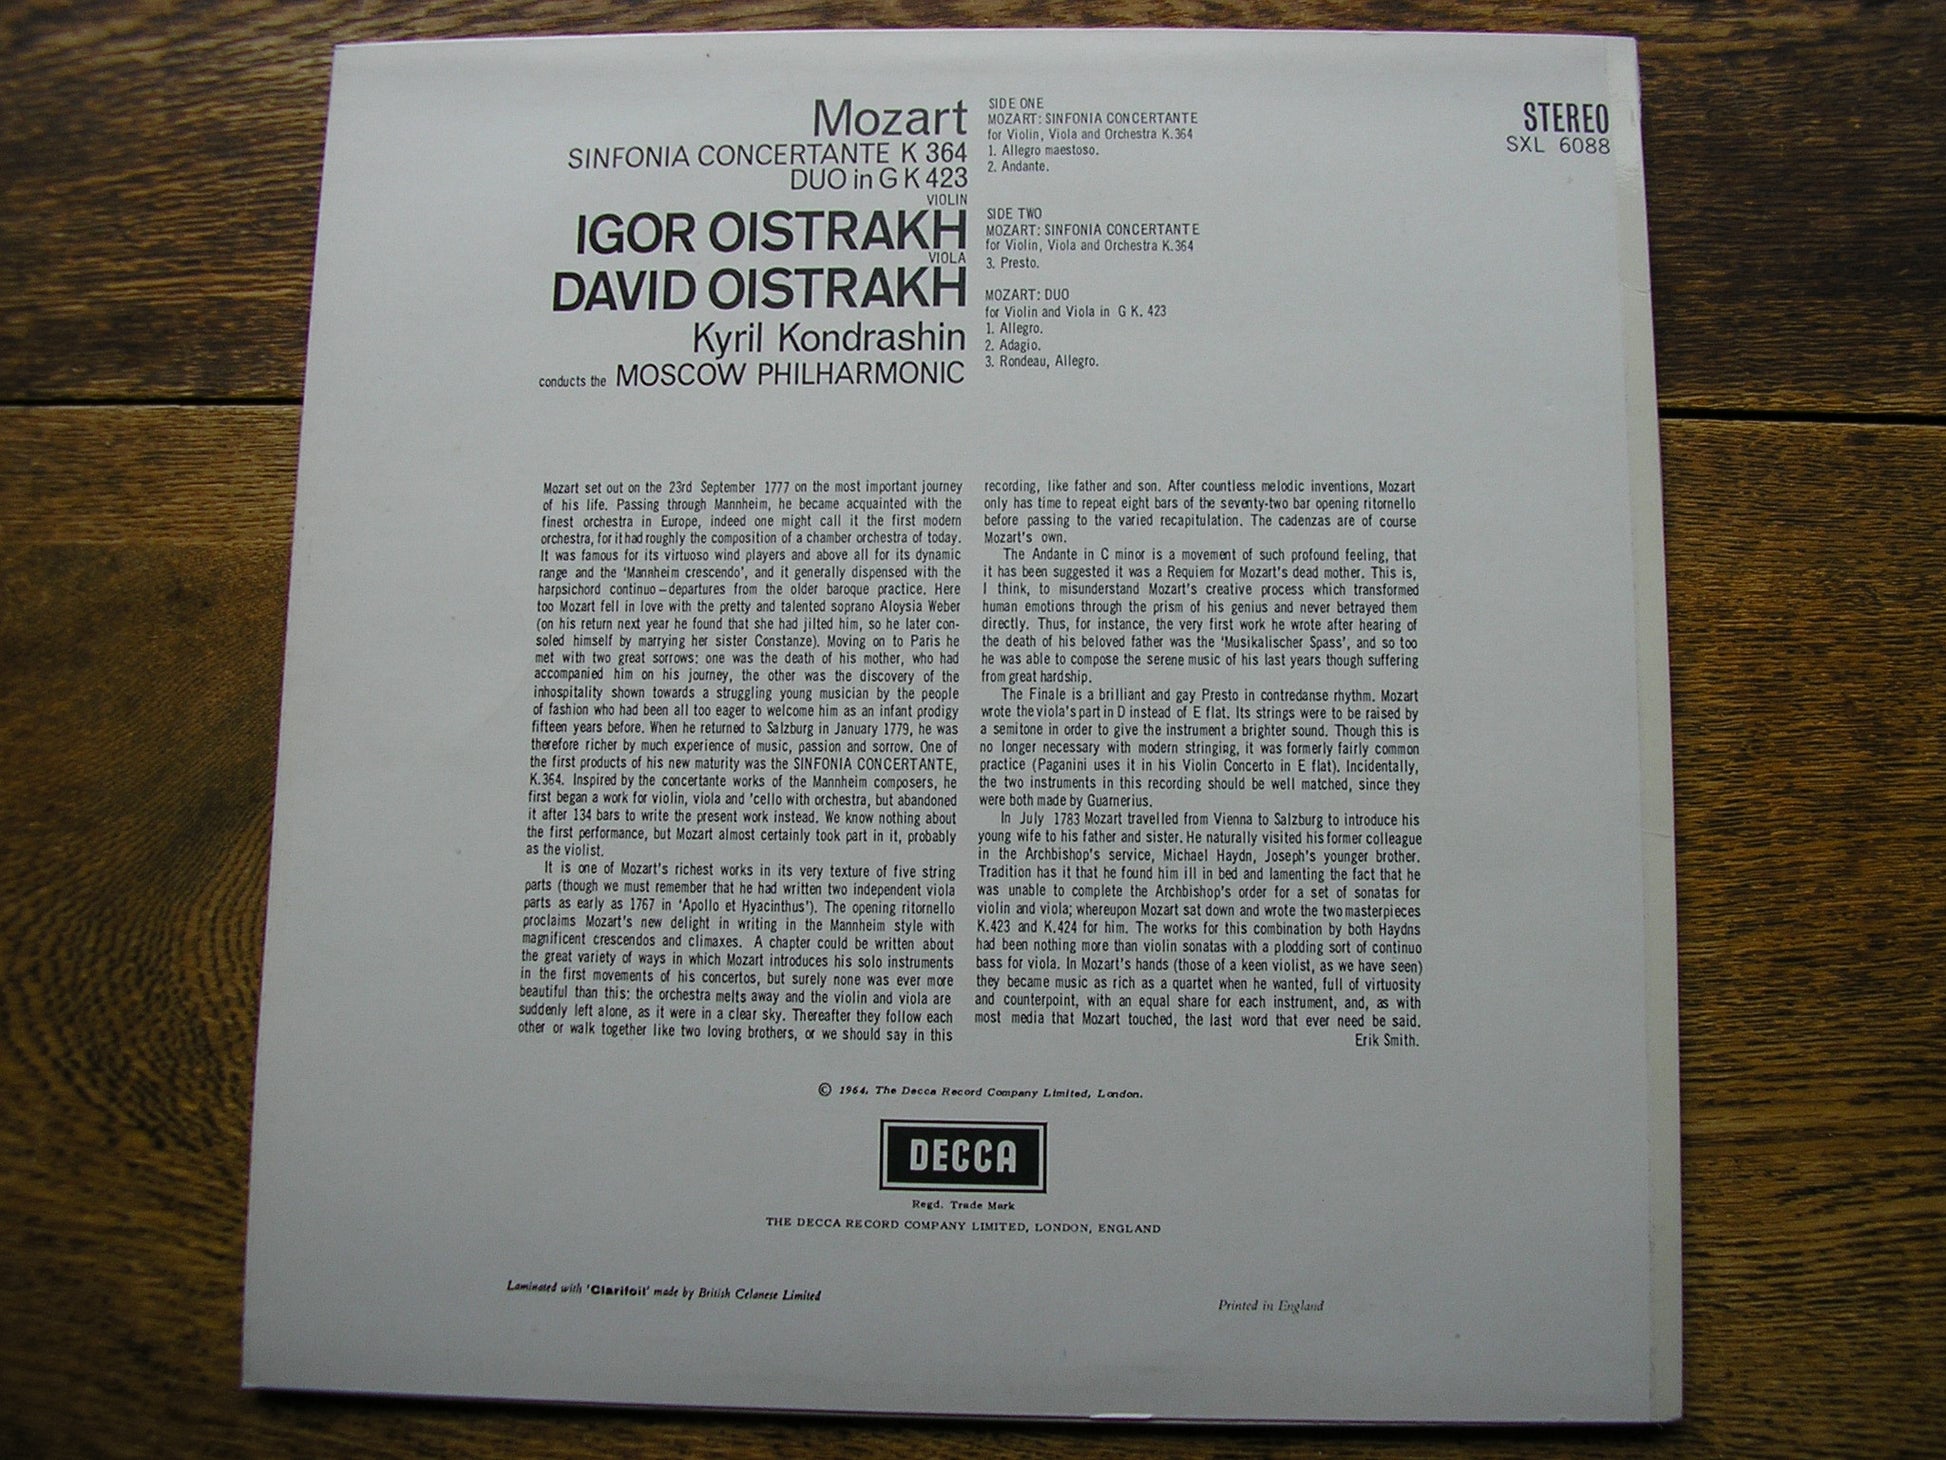 Mozart
SINFONIA CONCERTANTE K 364
DUO in G K 423
VIOLIN
IGOR OISTRAKH
VIOLA
DAVID OISTRAKH
Kyril Kondrashin
conducts the MOSCOW PHILHARMONIC
SIDE ONE
MOZART: SINFONIA CONCERTANTE
for Violin, Viola and Orchestra K.364
1. Allegro maestoso.
2. Andante.
SIDE TWO
MOZART: SINFONIA CONCERTANTE
for Violin, Viola and Orchestra K.364
3. Presto.
MOZART: DUO
for Violin and Viola in G K. 423
1. Allegro.
2. Adagio.
3. Rondeau, Allegro.
STEREO
SXL 6088
Mozart set out on the 23rd September 1777 on the most important journey
of his life. Passing through Mannheim, he became acquainted with the
finest orchestra in Europe, indeed one might call it the first modern
orchestra, for it had roughly the composition of a chamber orchestra of today.
It was famous for its virtuoso wind players and above all for its dynamic
range and the 'Mannheim crescendo', and it generally dispensed with the
harpsichord continuo – departures from the older baroque practice. Here
too Mozart fell in love with the pretty and talented soprano Aloysia Weber
(on his return next year he found that she had jilted him, so he later con-
soled himself by marrying her sister Constanze). Moving on to Paris he
met with two great sorrows: one was the death of his mother, who had
accompanied him on his journey, the other was the discovery of the
inhospitality shown towards a struggling young musician by the people
of fashion who had been all too eager to welcome him as an infant prodigy
fifteen years before. When he returned to Salzburg in January 1779, he was
therefore richer by much experience of music, passion and sorrow. One of
the first products of his new maturity was the SINFONIA CONCERTANTE,
K.364. Inspired by the concertante works of the Mannheim composers, he
first began a work for violin, viola and 'cello with orchestra, but abandoned
it after 134 bars to write the present work instead. We know nothing about
the first performance, but Mozart almost certainly took part in it, probably
as the violist.
It is one of Mozart's richest works in its very texture of five string
parts (though we must remember that he had written two independent viola
parts as early as 1767 in 'Apollo et Hyacinthus'). The opening ritornello
proclaims Mozart's new delight in writing in the Mannheim style with
magnificent crescendos and climaxes. A chapter could be written about
the great variety of ways in which Mozart introduces his solo instruments
in the first movements of his concertos, but surely none was ever more
beautiful than this: the orchestra melts away and the violin and viola are
suddenly left alone, as it were in a clear sky. Thereafter they follow each
other or walk together like two loving brothers, or we should say in this
recording, like father and son. After countless melodic inventions, Mozart
only has time to repeat eight bars of the seventy-two bar opening ritornello
before passing to the varied recapitulation. The cadenzas are of course
Mozart's own.
The Andante in C minor is a movement of such profound feeling, that
it has been suggested it was a Requiem for Mozart's dead mother. This is,
I think, to misunderstand Mozart's creative process which transformed
human emotions through the prism of his genius and never betrayed them
directly. Thus, for instance, the very first work he wrote after hearing of
the death of his beloved father was the 'Musikalischer Spass', and so too
he was able to compose the serene music of his last years though suffering
from great hardship.
The Finale is a brilliant and gay Presto in contredanse rhythm. Mozart
wrote the viola's part in D instead of E flat. Its strings were to be raised by
a semitone in order to give the instrument a brighter sound. Though this is
no longer necessary with modern stringing, it was formerly fairly common
practice (Paganini uses it in his Violin Concerto in E flat). Incidentally,
the two instruments in this recording should be well matched, since they
were both made by Guarnerius.
In July 1783 Mozart travelled from Vienna to Salzburg to introduce his
young wife to his father and sister. He naturally visited his former colleague
in the Archbishop's service, Michael Haydn, Joseph's younger brother.
Tradition has it that he found him ill in bed and lamenting the fact that he
was unable to complete the Archbishop's order for a set of sonatas for
violin and viola; whereupon Mozart sat down and wrote the two masterpieces
K.423 and K.424 for him. The works for this combination by both Haydns
had been nothing more than violin sonatas with a plodding sort of continuo
bass for viola. In Mozart's hands (those of a keen violist, as we have seen)
they became music as rich as a quartet when he wanted, full of virtuosity
and counterpoint, with an equal share for each instrument, and, as with
most media that Mozart touched, the last word that ever need be said.
Erik Smith.
© 1964, The Decca Record Company Limited, London.
DECCA
Regd. Trade Mark
THE DECCA RECORD COMPANY LIMITED, LONDON, ENGLAND
Laminated with 'Clarifoil' made by British Celanese Limited
Printed in England